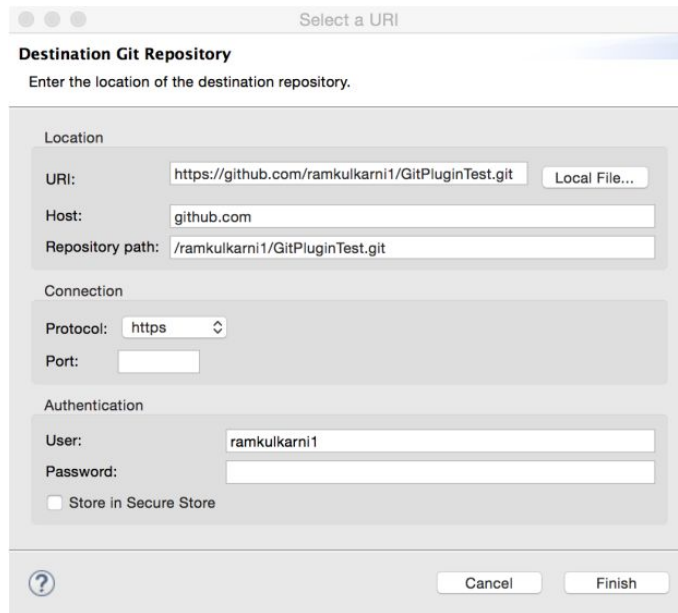 Select a URI
Destination Git Repository
Enter the location of the destination repository.
Location
URI: https://github.com/ramkulkarni1/GitPluginTest.git Local File...
Host: github.com
Repository path: /ramkulkarni1/GitPluginTest.git
Connection
Protocol: https
Port:
Authentication
User: ramkulkarni1
Password:
Store in Secure Store
? Cancel Finish